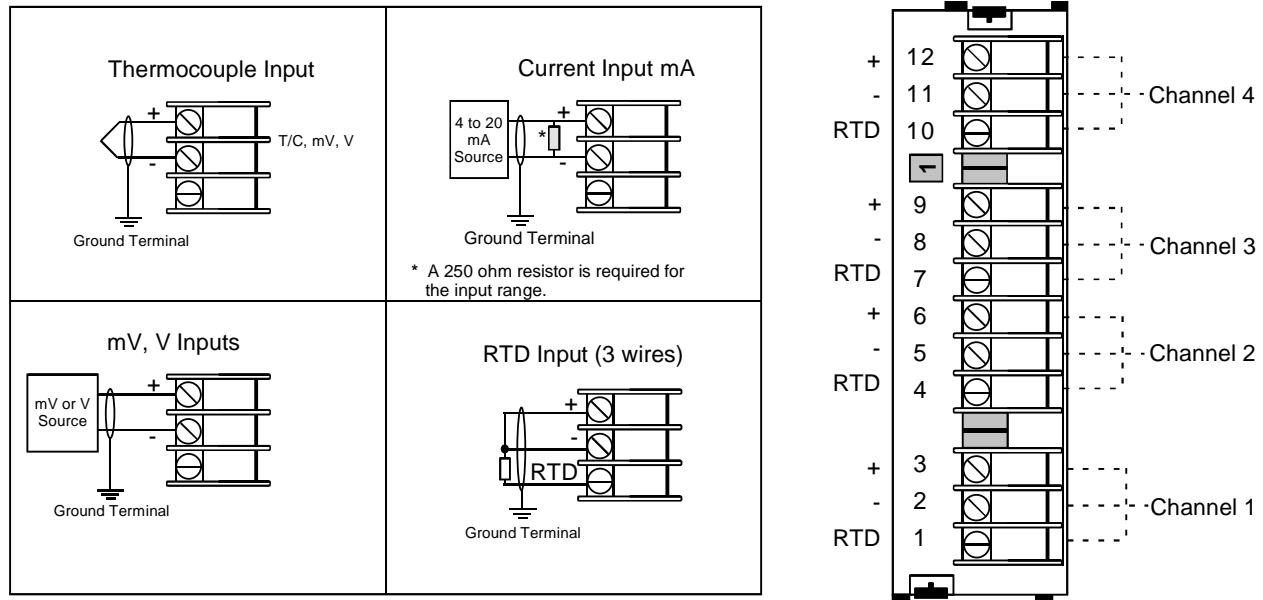 Thermocouple Input
+
-
T/C, mV, V
Ground Terminal
Current Input mA
4 to 20
mA
Source
*
+
-
Ground Terminal
* A 250 ohm resistor is required for
the input range.
mV, V Inputs
mV or V
Source
+
-
Ground Terminal
RTD Input (3 wires)
+
-
RTD
Ground Terminal
+ 12
- 11 Channel 4
RTD 10
1
+ 9
- 8 Channel 3
RTD 7
+ 6
- 5 Channel 2
RTD 4
+ 3
- 2 Channel 1
RTD 1